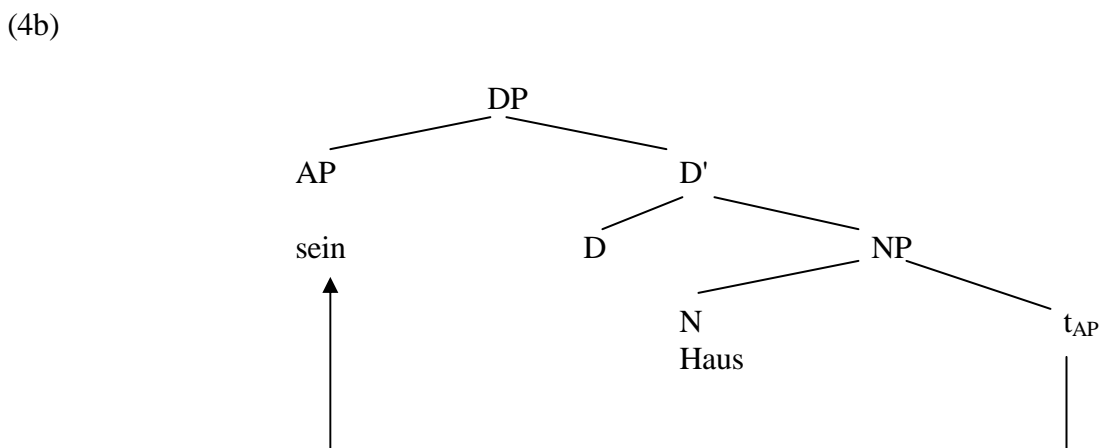 (4b)
DP
AP D'
sein D NP
N t_AP
Haus